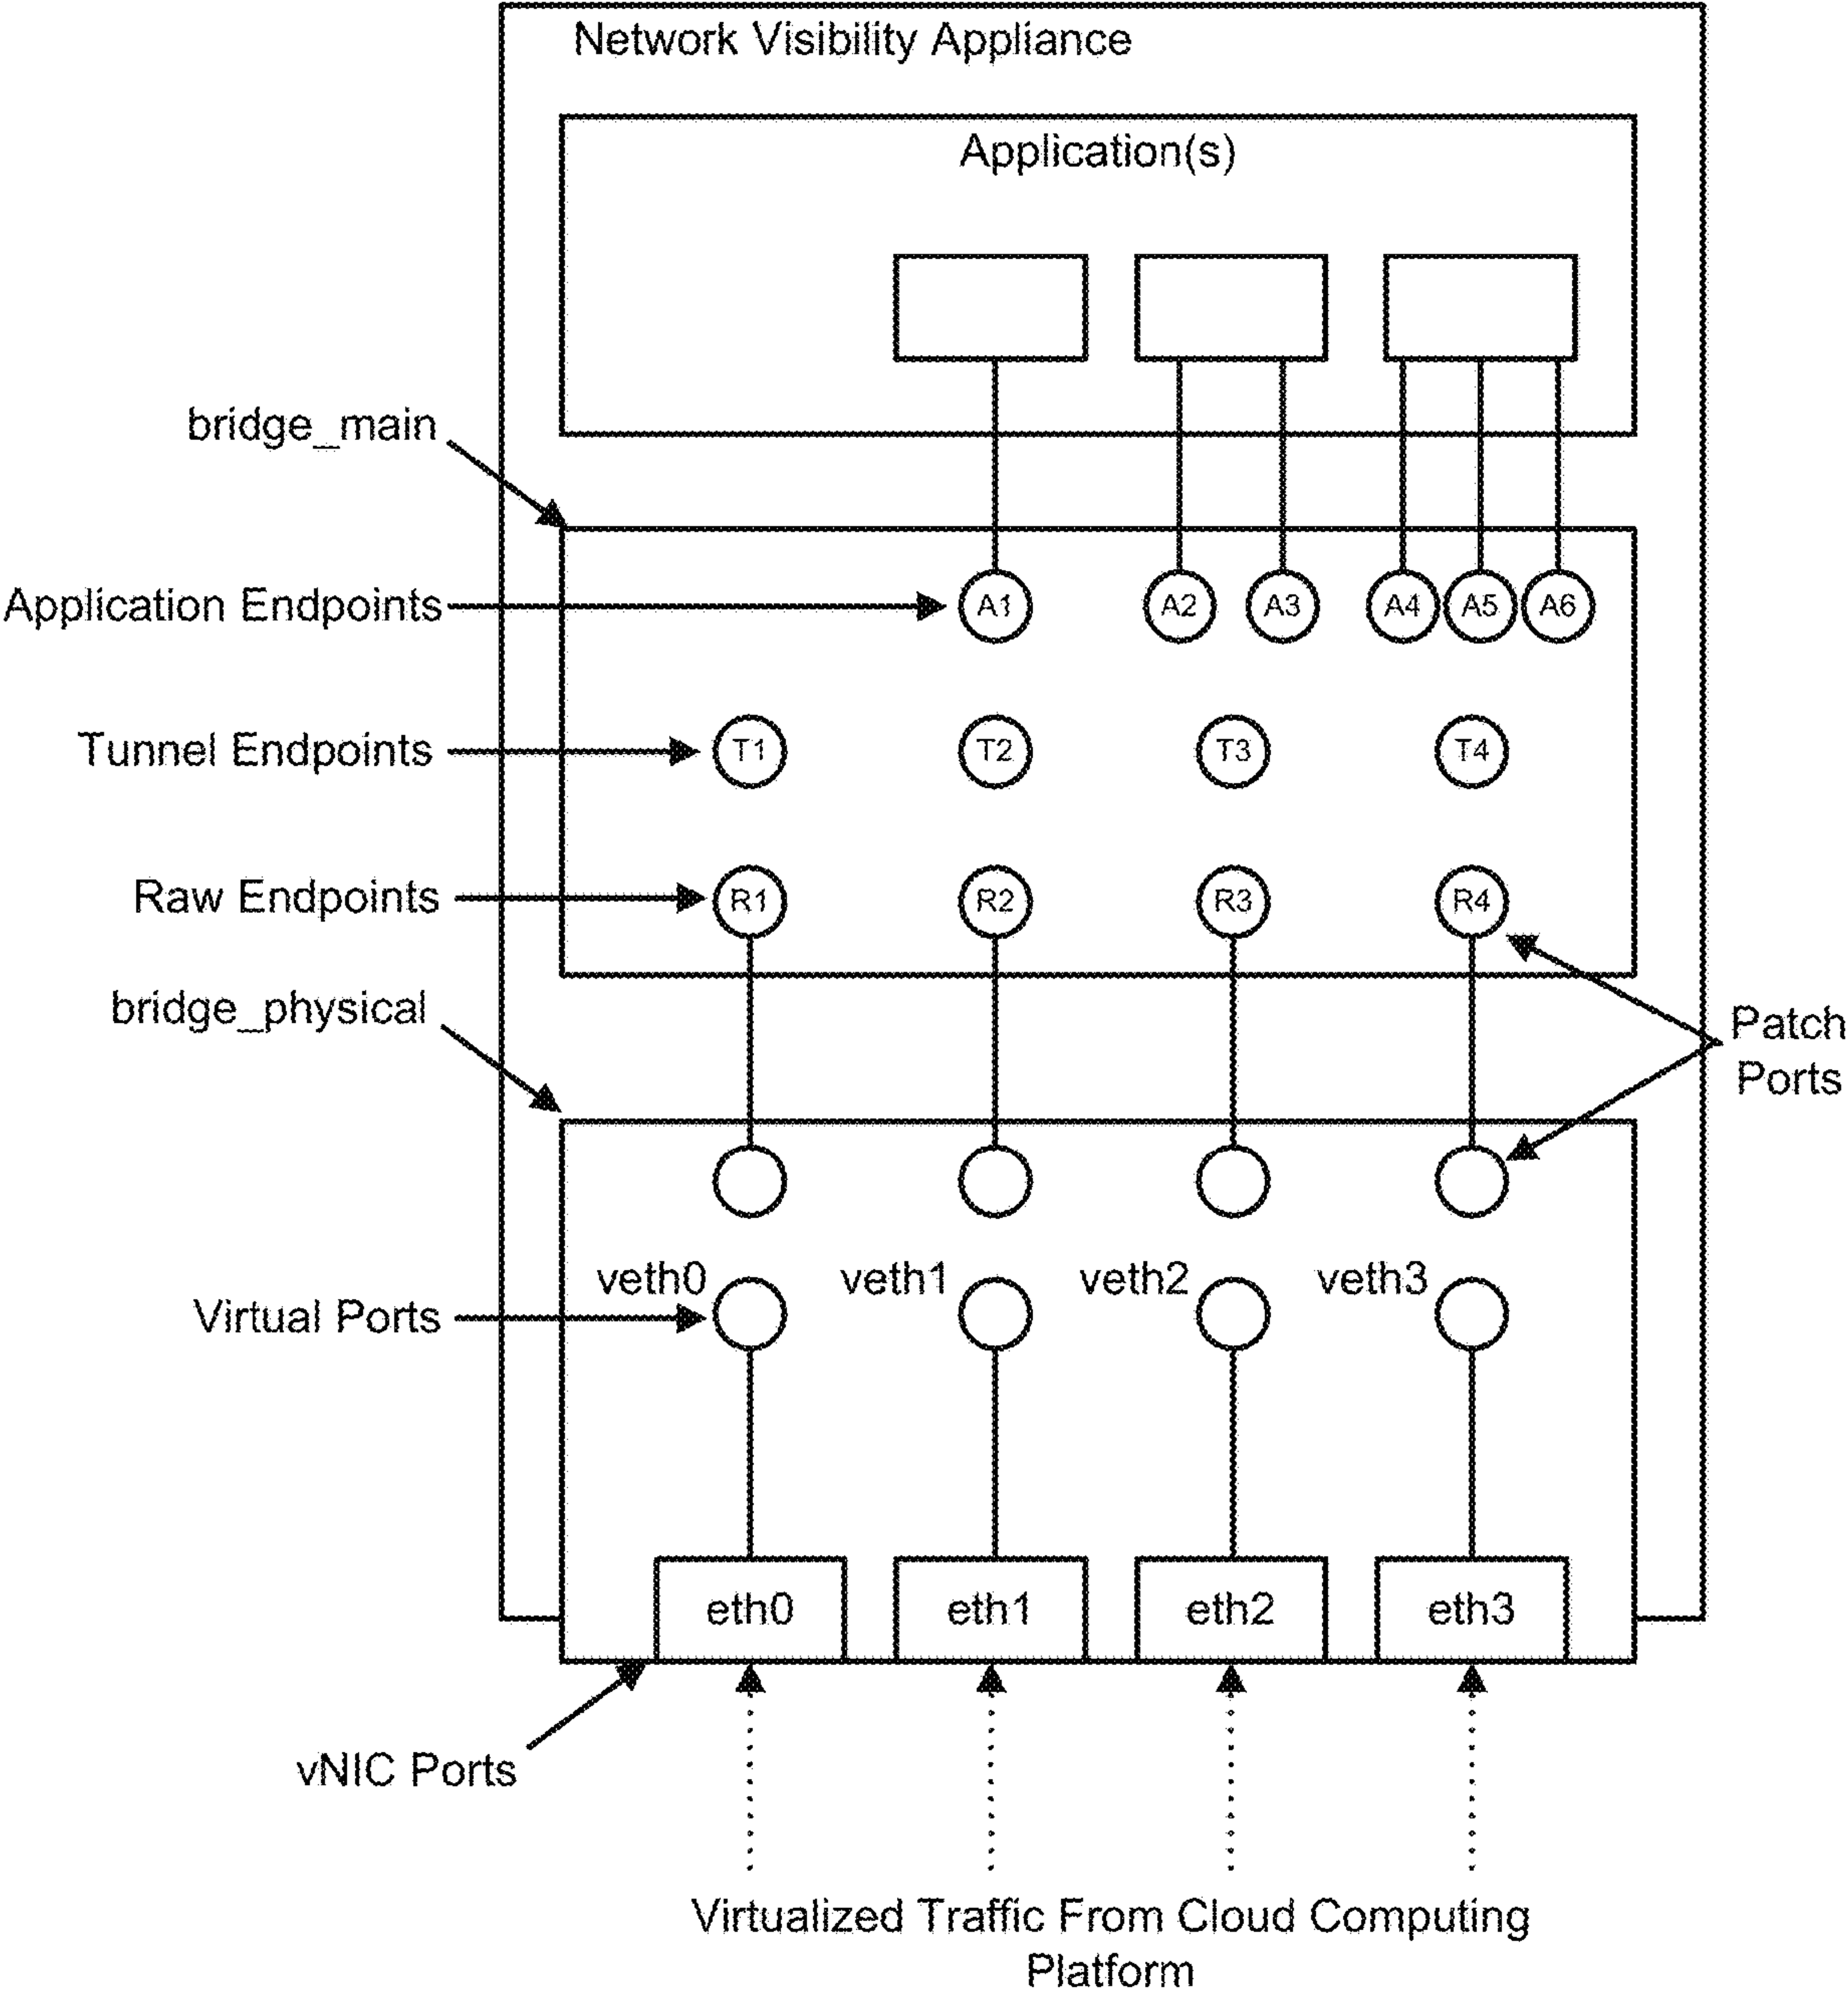 Network Visibility Appliance
Application(s)
bridge_main
Application Endpoints
A1
A2
A3
A4
A5
A6
Tunnel Endpoints
T1
T2
T3
T4
Raw Endpoints
R1
R2
R3
R4
bridge_physical
Patch
Ports
veth0
veth1
veth2
veth3
Virtual Ports
eth0
eth1
eth2
eth3
vNIC Ports
Virtualized Traffic From Cloud Computing
Platform